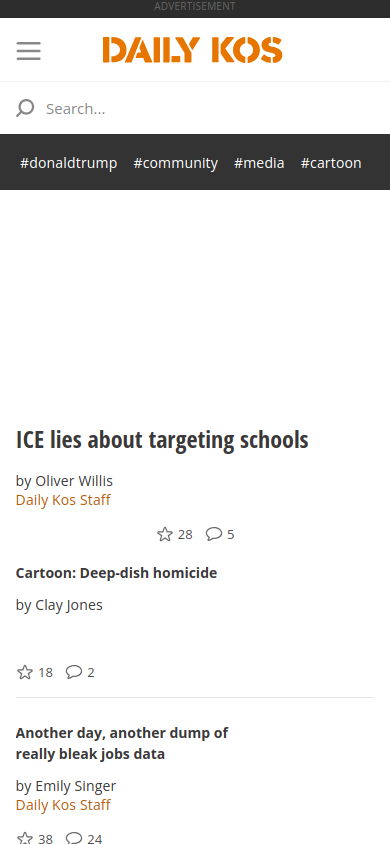 ADVERTISEMENT
DAILY KOS
Search...
#donaldtrump #community #media #cartoon
ICE lies about targeting schools
by Oliver Willis
Daily Kos Staff
28 5
Cartoon: Deep-dish homicide
by Clay Jones
18 2
Another day, another dump of
really bleak jobs data
by Emily Singer
Daily Kos Staff
38 24